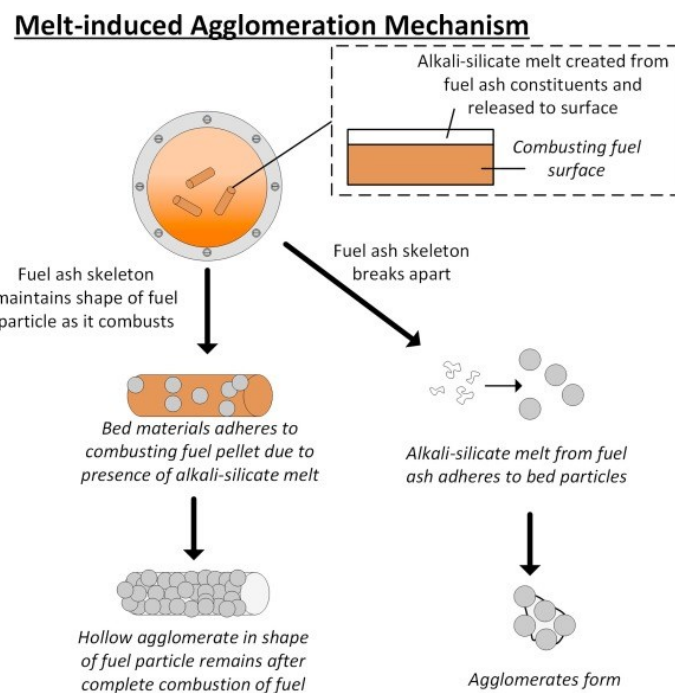 Melt-induced Agglomeration Mechanism
Alkali-silicate melt created from
fuel ash constituents and
released to surface
Combusting fuel
surface
Fuel ash skeleton
maintains shape of fuel
particle as it combusts
Fuel ash skeleton
breaks apart
Bed materials adheres to
combusting fuel pellet due to
presence of alkali-silicate melt
Alkali-silicate melt from fuel
ash adheres to bed particles
Hollow agglomerate in shape
of fuel particle remains after
complete combustion of fuel
Agglomerates form